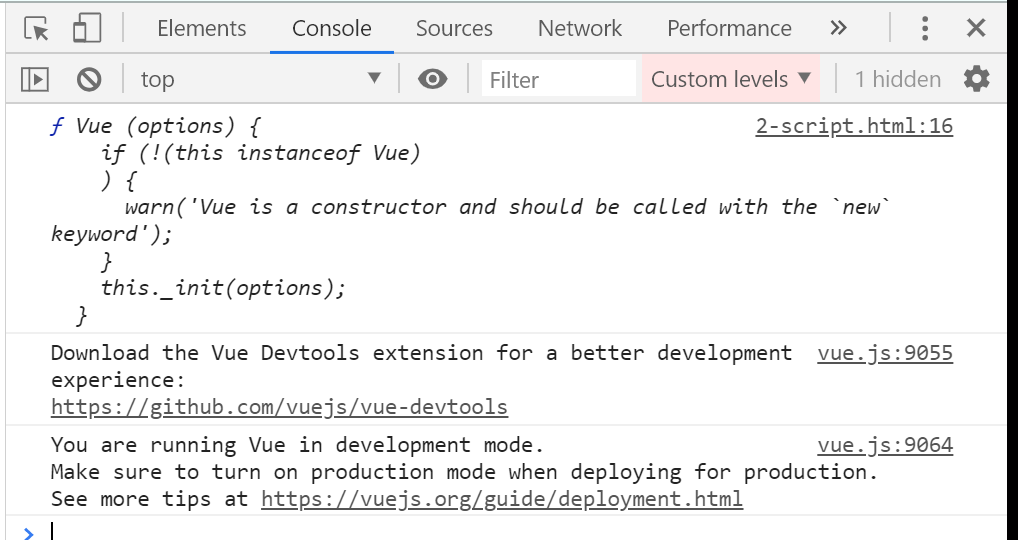 Elements Console Sources Network Performance »
top ▼ Filter Custom levels ▼ 1 hidden
ƒ Vue (options) { 2-script.html:16
if (!(this instanceof Vue)
) {
warn('Vue is a constructor and should be called with the `new`
keyword');
}
this._init(options);
}
Download the Vue Devtools extension for a better development vue.js:9055
experience:
https://github.com/vuejs/vue-devtools
You are running Vue in development mode. vue.js:9064
Make sure to turn on production mode when deploying for production.
See more tips at https://vuejs.org/guide/deployment.html